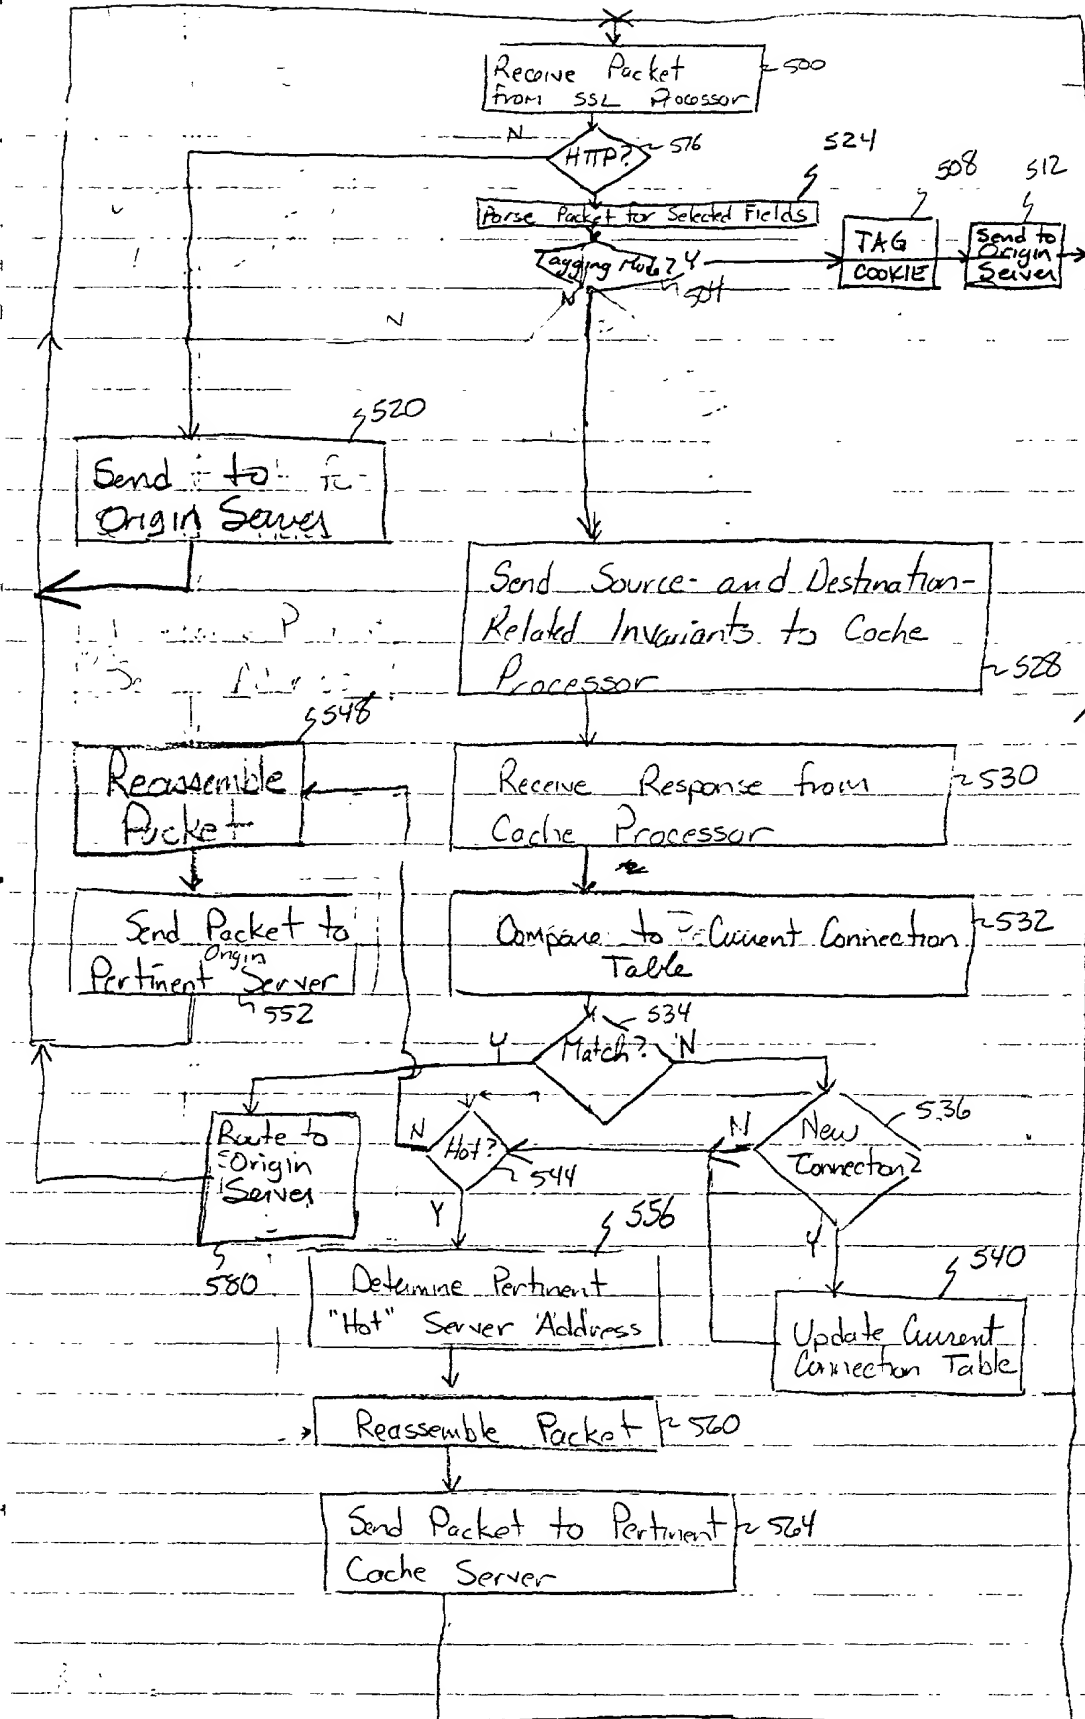 Receive Packet
From SSL Processor
500
N
HTTP?
516
524
Parse Packet for Selected Fields
508
512
Tagging Mode?
Y
504
N
TAG
COOKIE
Send to
Origin
Server
N
520
Send to
Origin Server
Send Source- and Destination-
Related Invariants to Cache
Processor
528
548
Reassemble
Packet
Receive Response from
Cache Processor
530
Send Packet to
Origin
Pertinent Server
552
Compare to Current Connection
Table
532
534
Match?
Y
N
Route to
Origin
Server
580
N
Hot?
544
Y
N
New
Connection?
536
Y
556
Determine Pertinent
"Hot" Server Address
540
Update Current
Connection Table
Reassemble Packet
560
Send Packet to Pertinent
Cache Server
564